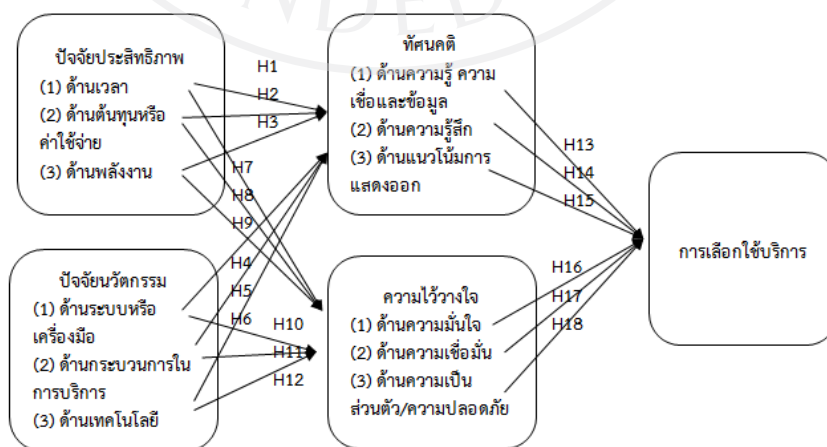 NDED
ปัจจัยประสิทธิภาพ
(1) ด้านเวลา
(2) ด้านต้นทุนหรือ
ค่าใช้จ่าย
(3) ด้านพลังงาน
H1
H2
H3
H7
H8
H9
ทัศนคติ
(1) ด้านความรู้ ความ
เชื่อและข้อมูล
(2) ด้านความรู้สึก
(3) ด้านแนวโน้มการ
แสดงออก
H13
H14
H15
การเลือกใช้บริการ
ปัจจัยนวัตกรรม
(1) ด้านระบบหรือ
เครื่องมือ
(2) ด้านกระบวนการใน
การบริการ
(3) ด้านเทคโนโลยี
H4
H5
H6
H10
H11
H12
ความไว้วางใจ
(1) ด้านความมั่นใจ
(2) ด้านความเชื่อมั่น
(3) ด้านความเป็น
ส่วนตัว/ความปลอดภัย
H16
H17
H18